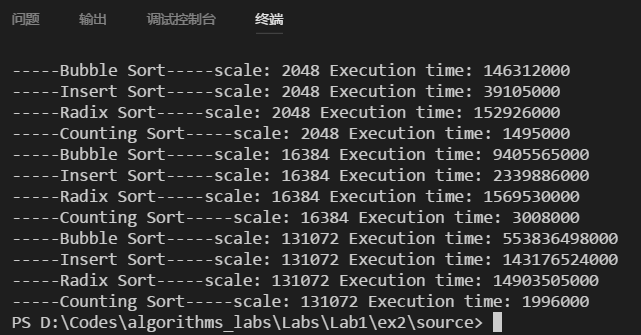 问题 输出 调试控制台 终端
-----Bubble Sort-----scale: 2048 Execution time: 146312000
-----Insert Sort-----scale: 2048 Execution time: 39105000
-----Radix Sort-----scale: 2048 Execution time: 152926000
-----Counting Sort-----scale: 2048 Execution time: 1495000
-----Bubble Sort-----scale: 16384 Execution time: 9405565000
-----Insert Sort-----scale: 16384 Execution time: 2339886000
-----Radix Sort-----scale: 16384 Execution time: 1569530000
-----Counting Sort-----scale: 16384 Execution time: 3008000
-----Bubble Sort-----scale: 131072 Execution time: 553836498000
-----Insert Sort-----scale: 131072 Execution time: 143176524000
-----Radix Sort-----scale: 131072 Execution time: 14903505000
-----Counting Sort-----scale: 131072 Execution time: 1996000
PS D:\Codes\algorithms_labs\Labs\Lab1\ex2\source>